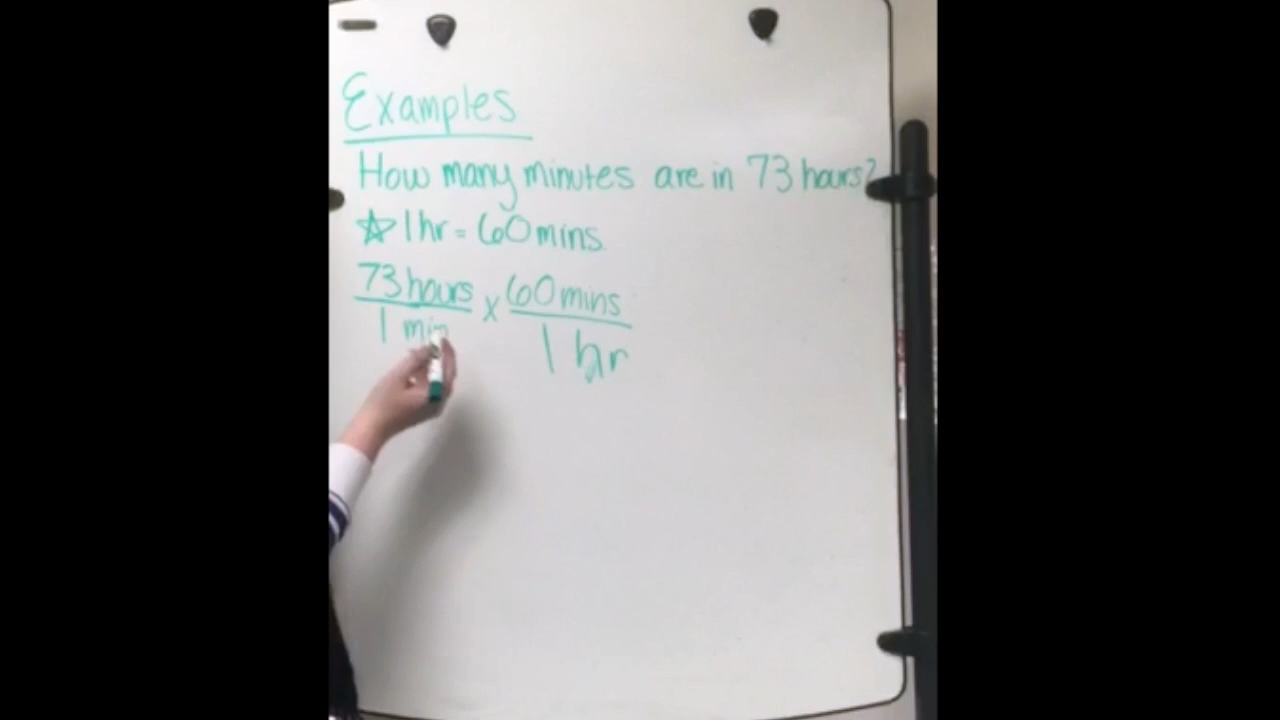 Examples
How many minutes are in 73 hours?
☆ 1 hr = 60 mins.
73 hours x 60 mins
1 min 1 hr